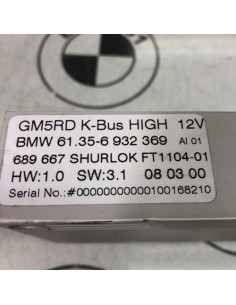 GM5RD K-Bus HIGH 12V
BMW 61.35-6 932 369 AI 01
689 667 SHURLOK FT1104-01
HW:1.0 SW:3.1 08 03 00
Serial No.:#00000000000100168210